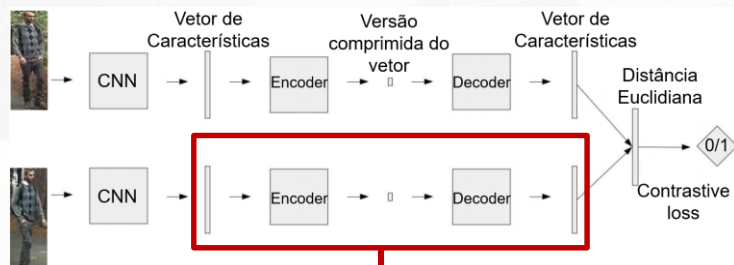 Vetor de
Características
Versão
comprimida do
vetor
Vetor de
Características
CNN
Encoder
Decoder
Distância
Euclidiana
0/1
CNN
Encoder
Decoder
Contrastive
loss